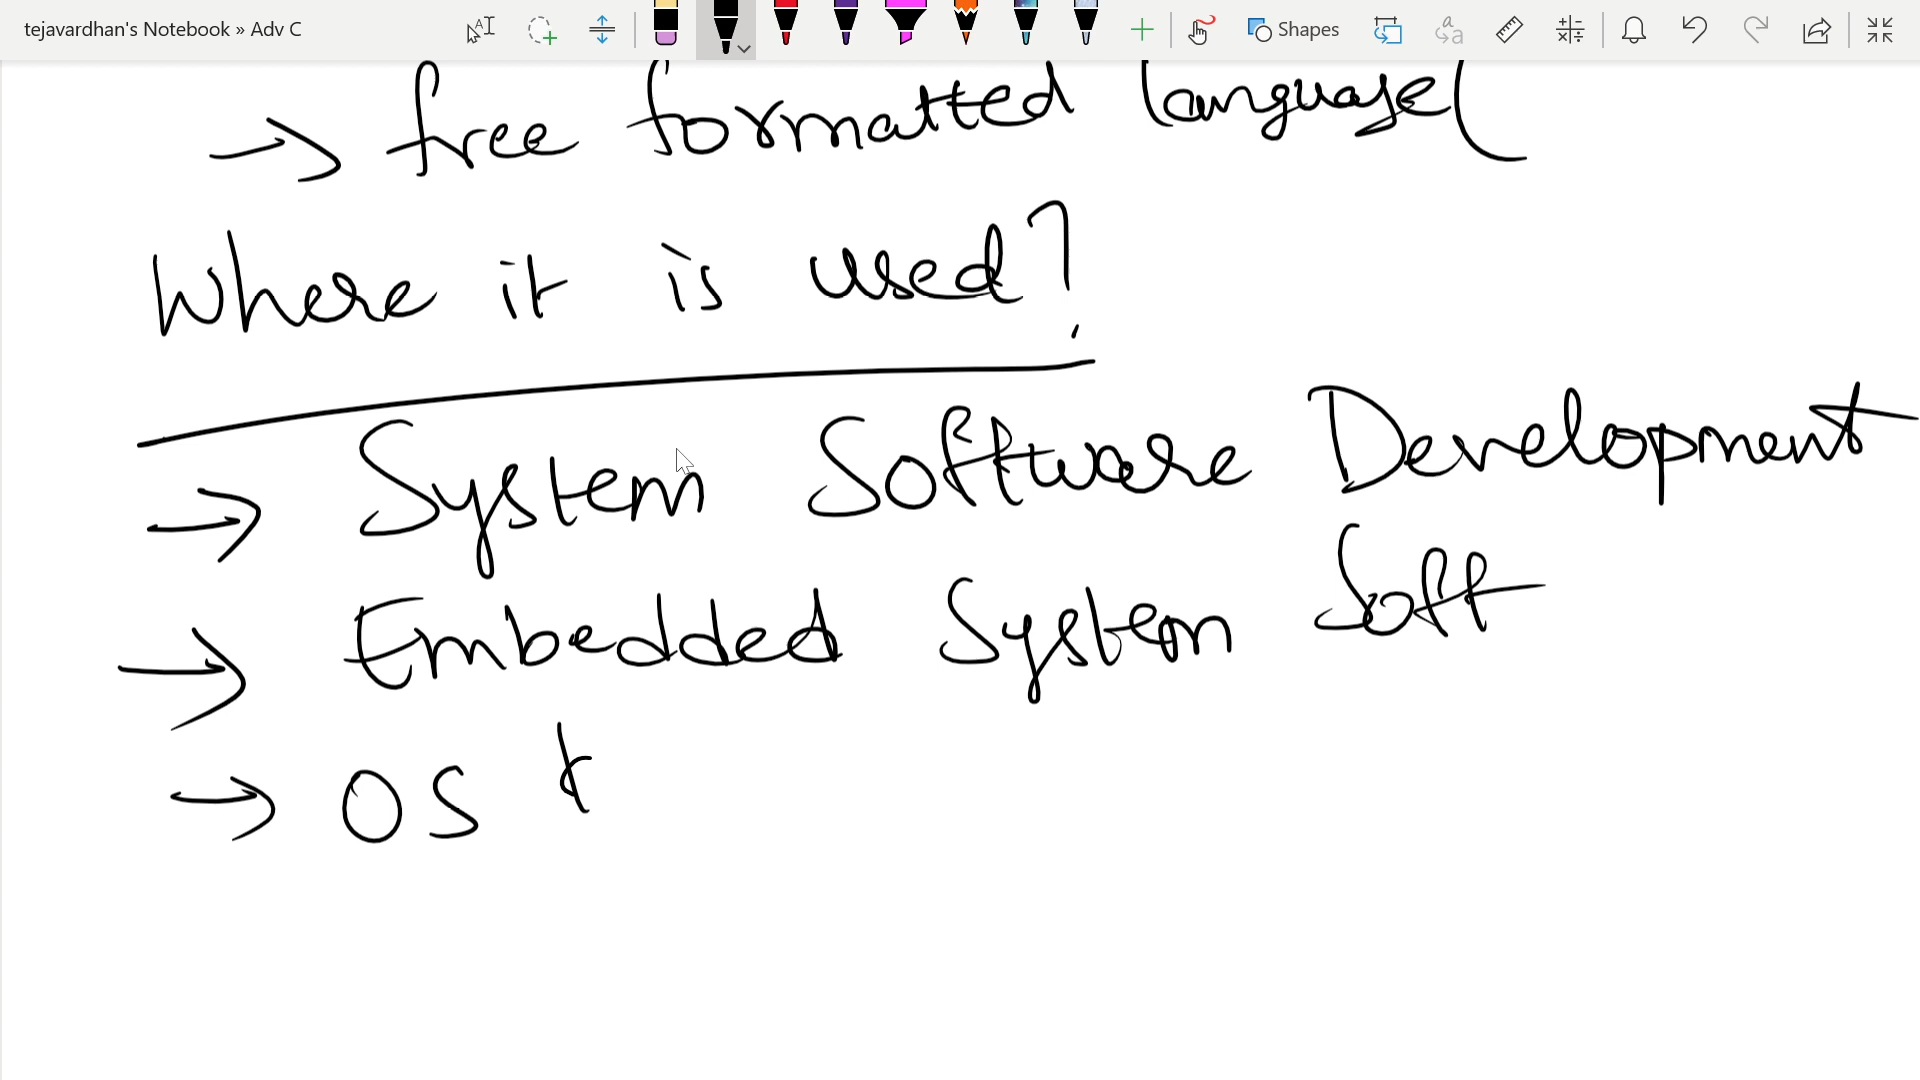 tejavardhan's Notebook » Adv C
Shapes
→ free formatted language(
Where it is used?
→ System Software Development
→ Embedded System Soft
→ OS